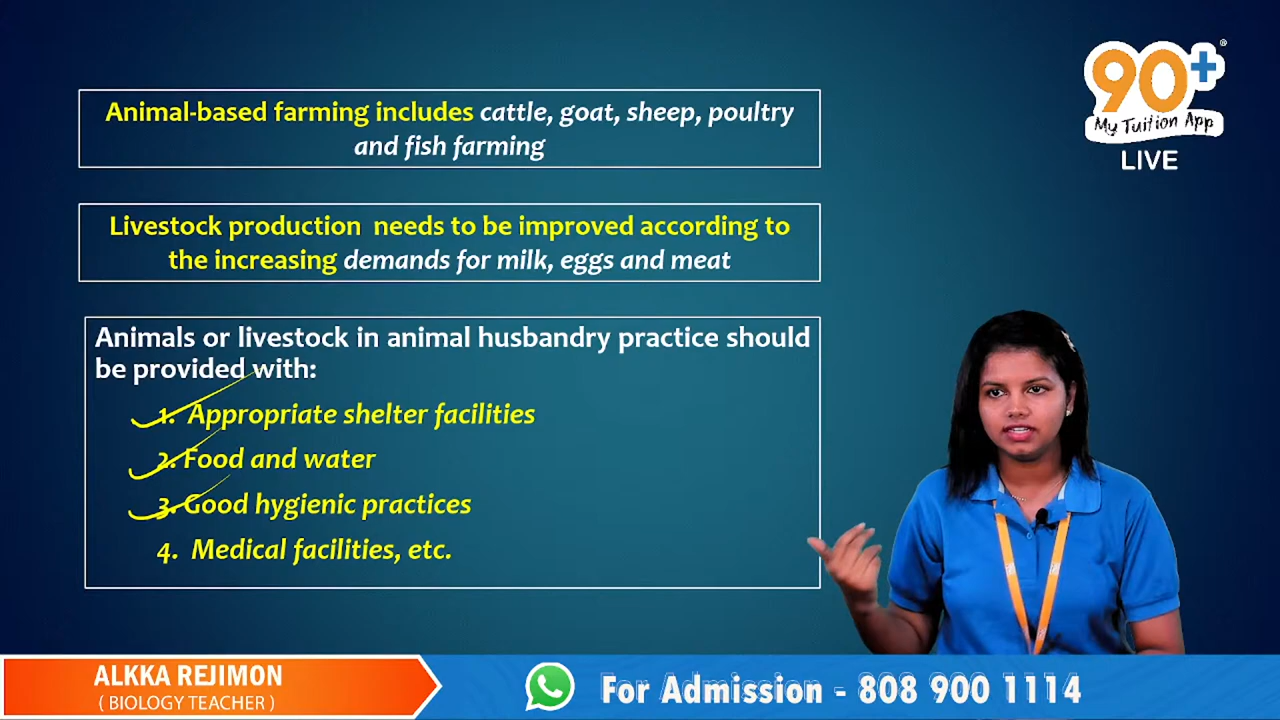 Animal-based farming includes cattle, goat, sheep, poultry
and fish farming
Livestock production needs to be improved according to
the increasing demands for milk, eggs and meat
Animals or livestock in animal husbandry practice should
be provided with:
1. Appropriate shelter facilities
2. Food and water
3. Good hygienic practices
4. Medical facilities, etc.
90+
®
My Tuition App
LIVE
ALKKA REJIMON
( BIOLOGY TEACHER )
For Admission - 808 900 1114